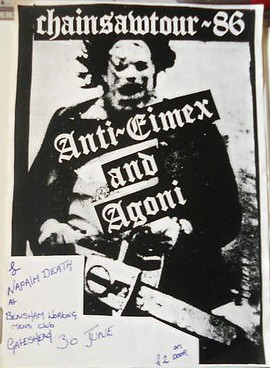 chainsawtour~86
Anti-Cimex
and
Agoni
&
NAPALM DEATH
AT
BENSHAM WORKING
MENS CLUB
GATESHEAD 30 JUNE
£2 on
DOOR